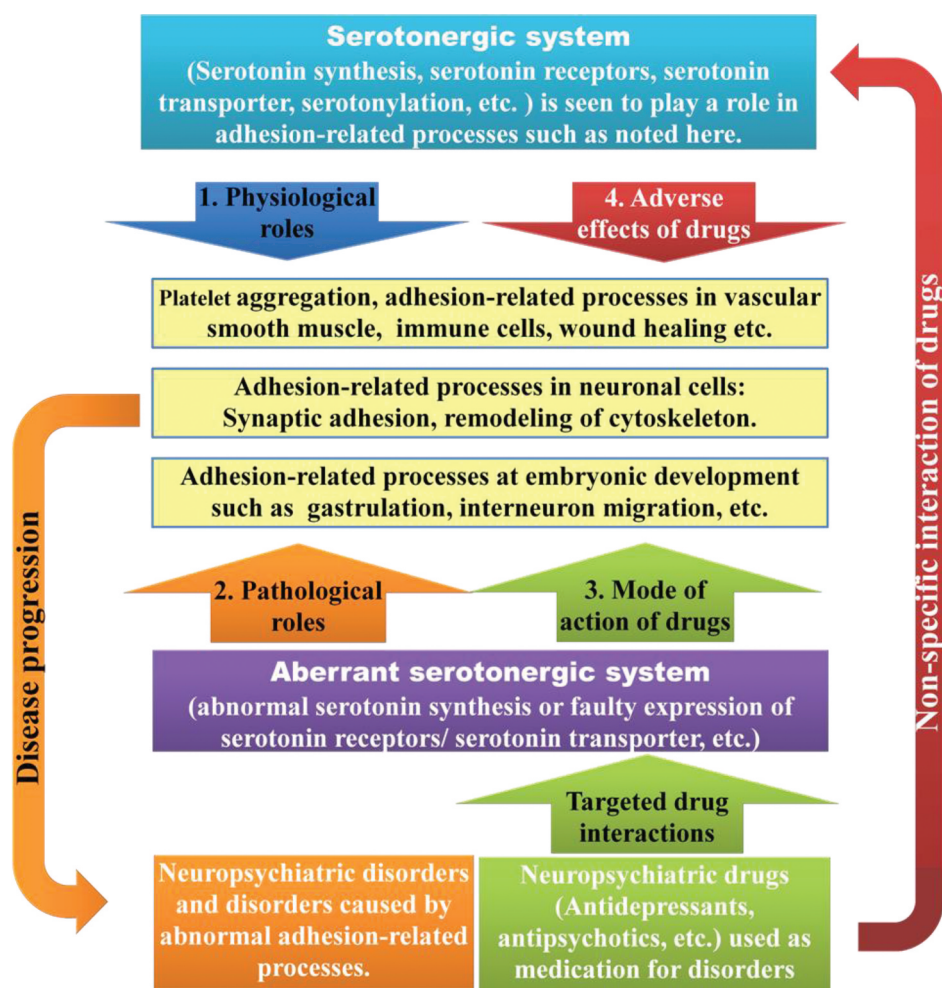 Serotonergic system
(Serotonin synthesis, serotonin receptors, serotonin
transporter, serotonylation, etc. ) is seen to play a role in
adhesion-related processes such as noted here.
1. Physiological
roles
4. Adverse
effects of drugs
Platelet aggregation, adhesion-related processes in vascular
smooth muscle, immune cells, wound healing etc.
Adhesion-related processes in neuronal cells:
Synaptic adhesion, remodeling of cytoskeleton.
Adhesion-related processes at embryonic development
such as gastrulation, interneuron migration, etc.
2. Pathological
roles
3. Mode of
action of drugs
Aberrant serotonergic system
(abnormal serotonin synthesis or faulty expression of
serotonin receptors/ serotonin transporter, etc.)
Targeted drug
interactions
Neuropsychiatric disorders
and disorders caused by
abnormal adhesion-related
processes.
Neuropsychiatric drugs
(Antidepressants,
antipsychotics, etc.) used as
medication for disorders
Disease progression
Non-specific interaction of drugs